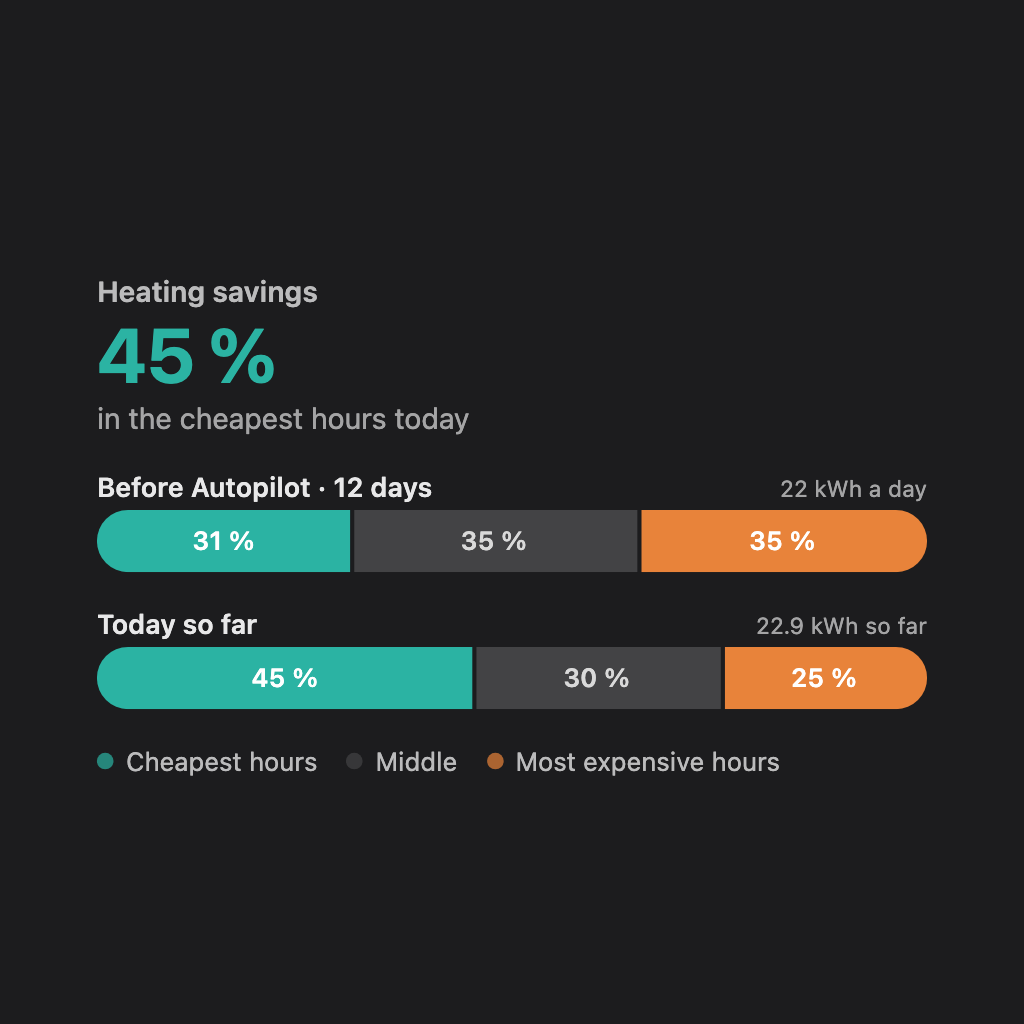 Heating savings
45 %
in the cheapest hours today
Before Autopilot · 12 days 22 kWh a day
31 % 35 % 35 %
Today so far 22.9 kWh so far
45 % 30 % 25 %
Cheapest hours Middle Most expensive hours